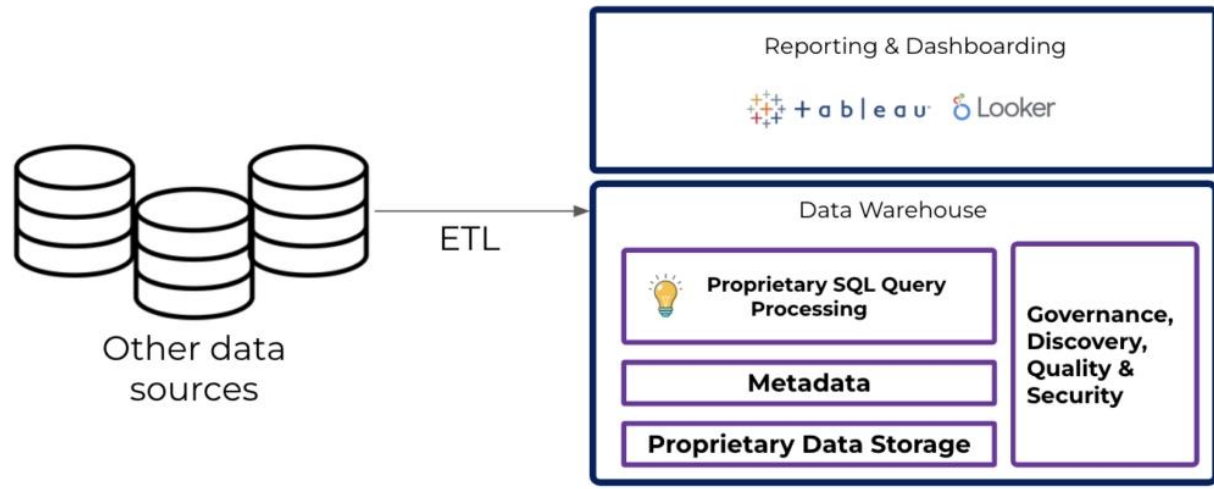 Reporting & Dashboarding
+ableau
Looker
Other data
sources
ETL
Data Warehouse
Proprietary SQL Query
Processing
Metadata
Proprietary Data Storage
Governance,
Discovery,
Quality &
Security